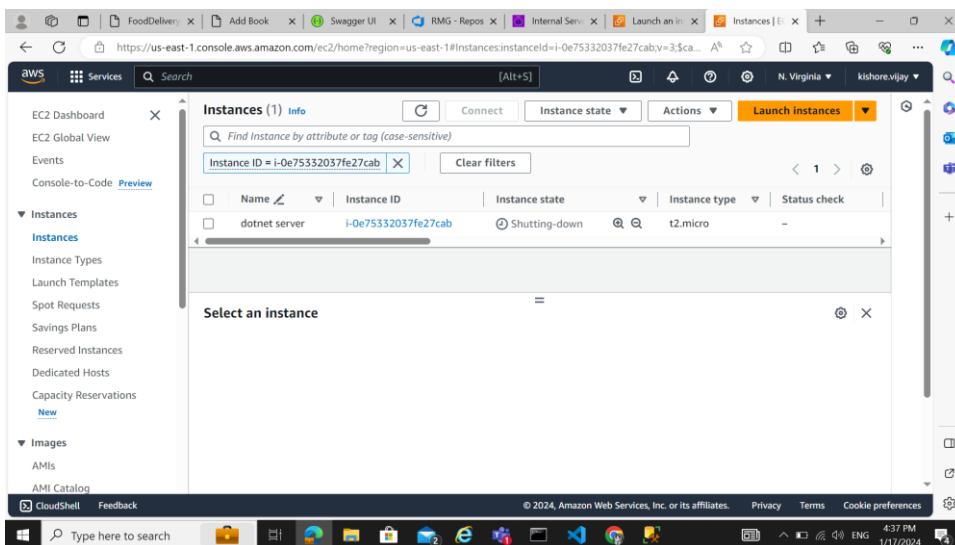 FoodDelivery
Add Book
Swagger UI
RMG - Repos
Internal Serve
Launch an in
Instances | E
https://us-east-1.console.aws.amazon.com/ec2/home?region=us-east-1#Instances:instanceId=i-0e75332037fe27cab;v=3;$ca...
aws
Services
Search
[Alt+S]
N. Virginia
kishore.vijay
EC2 Dashboard
EC2 Global View
Events
Console-to-Code Preview
Instances
Instances
Instance Types
Launch Templates
Spot Requests
Savings Plans
Reserved Instances
Dedicated Hosts
Capacity Reservations
New
Images
AMIs
AMI Catalog
Instances (1) Info
Connect
Instance state
Actions
Launch instances
Find Instance by attribute or tag (case-sensitive)
Instance ID = i-0e75332037fe27cab
Clear filters
1
Name
Instance ID
Instance state
Instance type
Status check
dotnet server
i-0e75332037fe27cab
Shutting-down
t2.micro
–
Select an instance
CloudShell
Feedback
© 2024, Amazon Web Services, Inc. or its affiliates.
Privacy
Terms
Cookie preferences
Type here to search
ENG
4:37 PM
1/17/2024